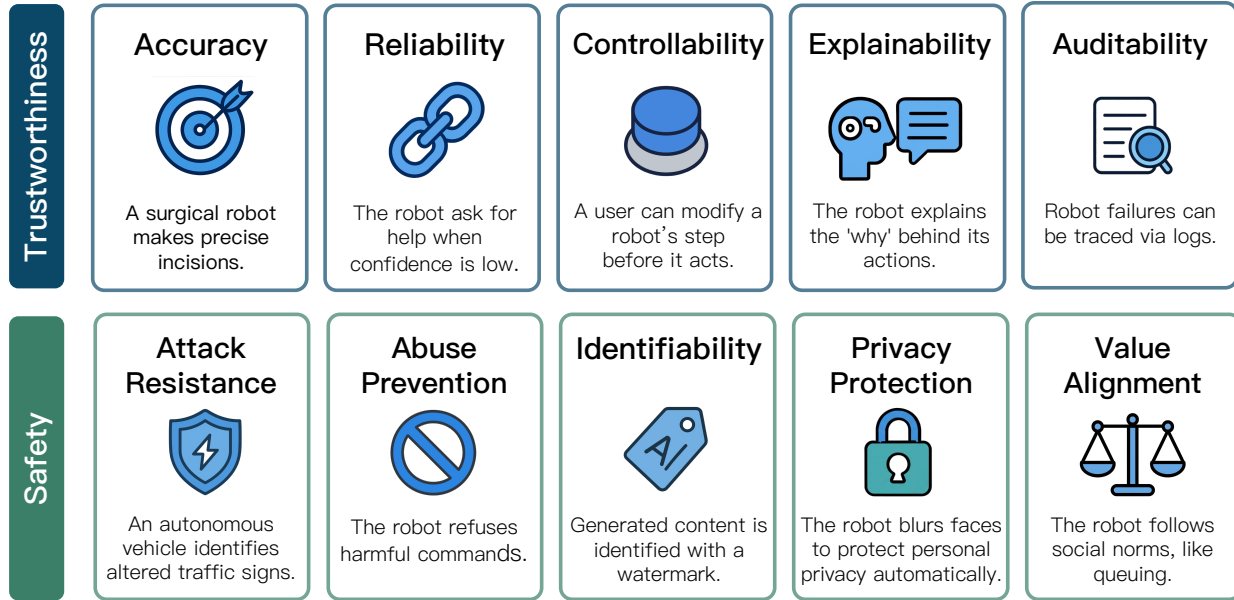 Trustworthiness
Accuracy
A surgical robot
makes precise
incisions.
Reliability
The robot ask for
help when
confidence is low.
Controllability
A user can modify a
robot's step
before it acts.
Explainability
The robot explains
the 'why' behind its
actions.
Auditability
Robot failures can
be traced via logs.
Safety
Attack
Resistance
An autonomous
vehicle identifies
altered traffic signs.
Abuse
Prevention
The robot refuses
harmful commands.
Identifiability
AI
Generated content is
identified with a
watermark.
Privacy
Protection
The robot blurs faces
to protect personal
privacy automatically.
Value
Alignment
The robot follows
social norms, like
queuing.